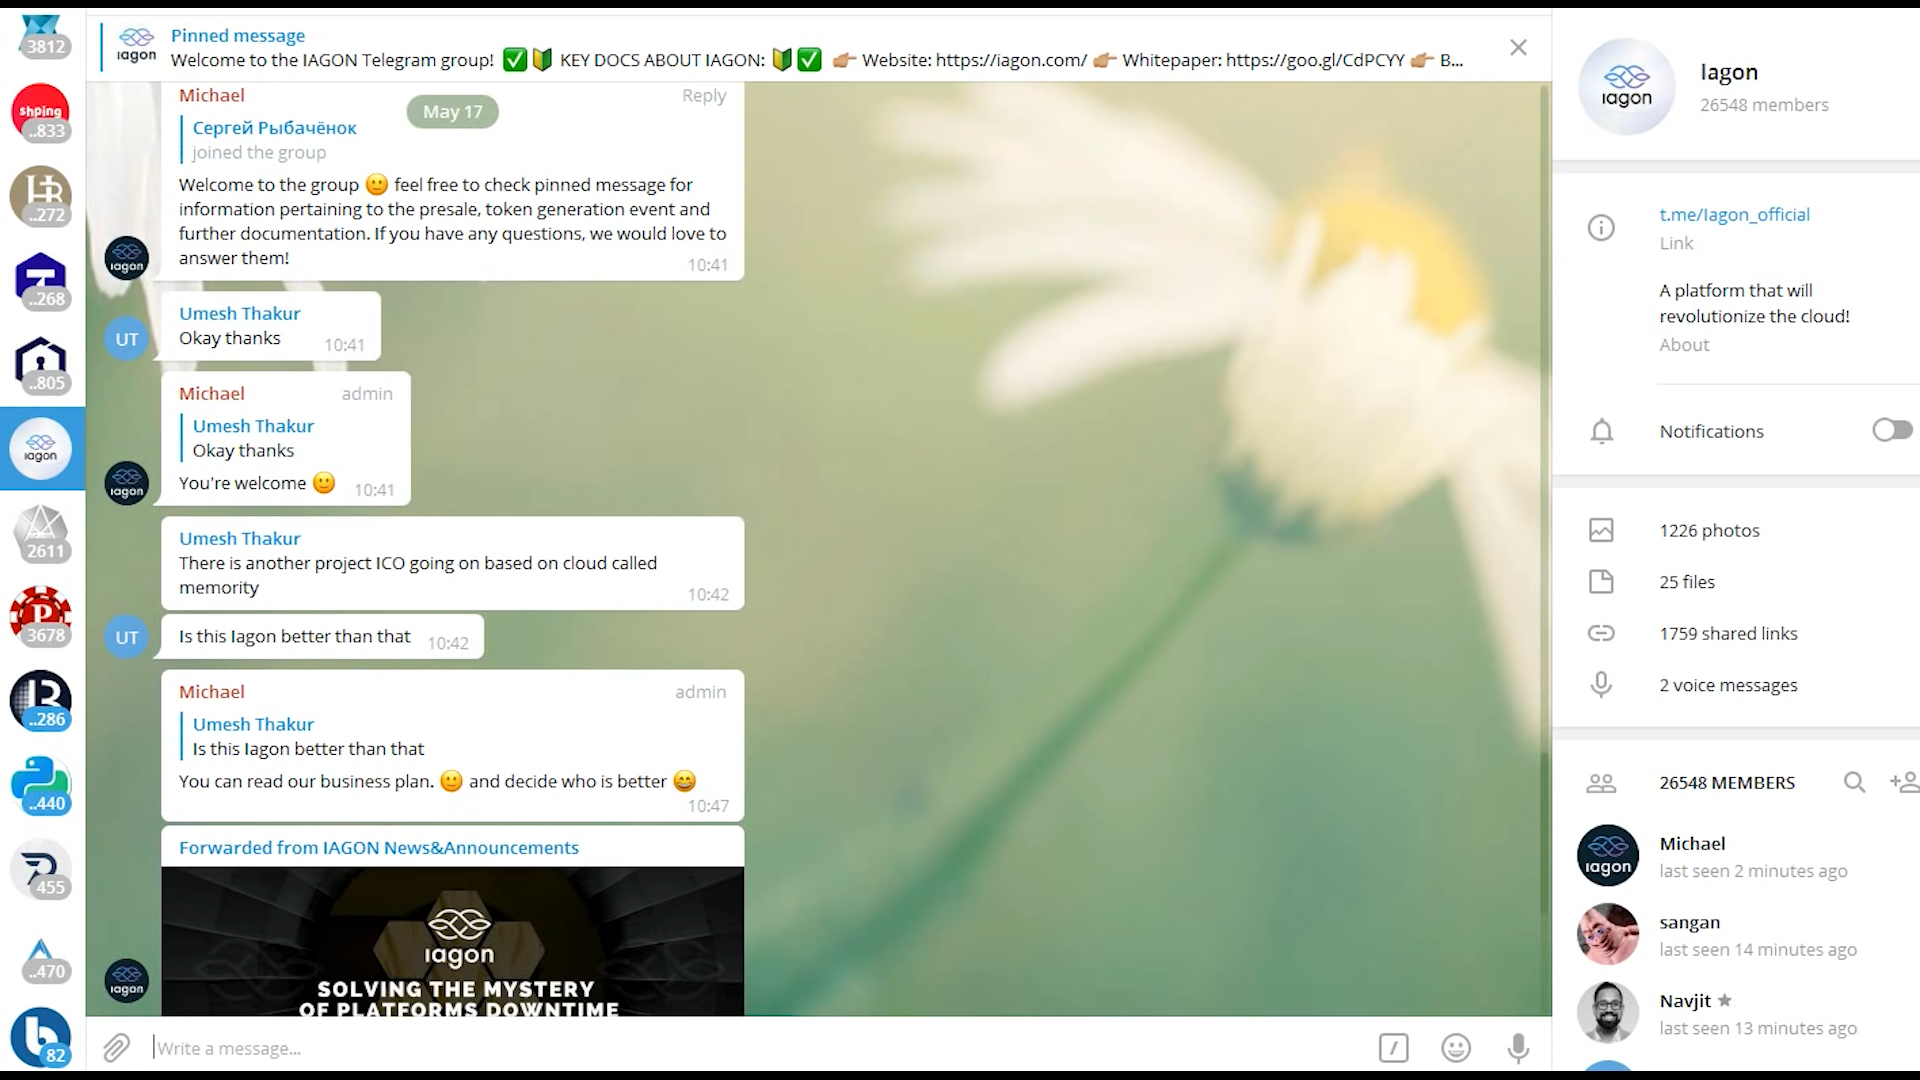 3812
shping
..833
..272
..268
..805
iagon
2611
3678
..286
..440
455
..470
82
iagon
Pinned message
Welcome to the IAGON Telegram group! ✅🔰 KEY DOCS ABOUT IAGON: 🔰✅ 👉🏽 Website: https://iagon.com/ 👉🏽 Whitepaper: https://goo.gl/CdPCYY 👉🏽 B...
May 17
Michael Reply
Сергей Рыбачёнок
joined the group
Welcome to the group 🙂 feel free to check pinned message for
information pertaining to the presale, token generation event and
further documentation. If you have any questions, we would love to
answer them!
10:41
iagon
Umesh Thakur
Okay thanks 10:41
UT
Michael admin
Umesh Thakur
Okay thanks
You're welcome 🙂 10:41
iagon
Umesh Thakur
There is another project ICO going on based on cloud called
memority
10:42
UT
Is this Iagon better than that 10:42
Michael admin
Umesh Thakur
Is this Iagon better than that
You can read our business plan. 🙂 and decide who is better 😄
10:47
Forwarded from IAGON News&Announcements
iagon
SOLVING THE MYSTERY
OF PLATFORMS DOWNTIME
iagon
Write a message...
iagon
Iagon
26548 members
t.me/Iagon_official
Link
A platform that will
revolutionize the cloud!
About
Notifications
1226 photos
25 files
1759 shared links
2 voice messages
26548 MEMBERS
iagon
Michael
last seen 2 minutes ago
sangan
last seen 14 minutes ago
Navjit
last seen 13 minutes ago